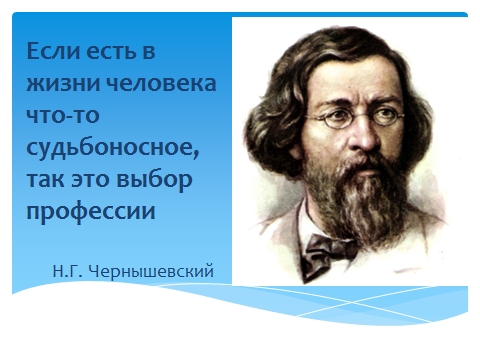 Если есть в
жизни человека
что-то
судьбоносное,
так это выбор
профессии
Н.Г. Чернышевский